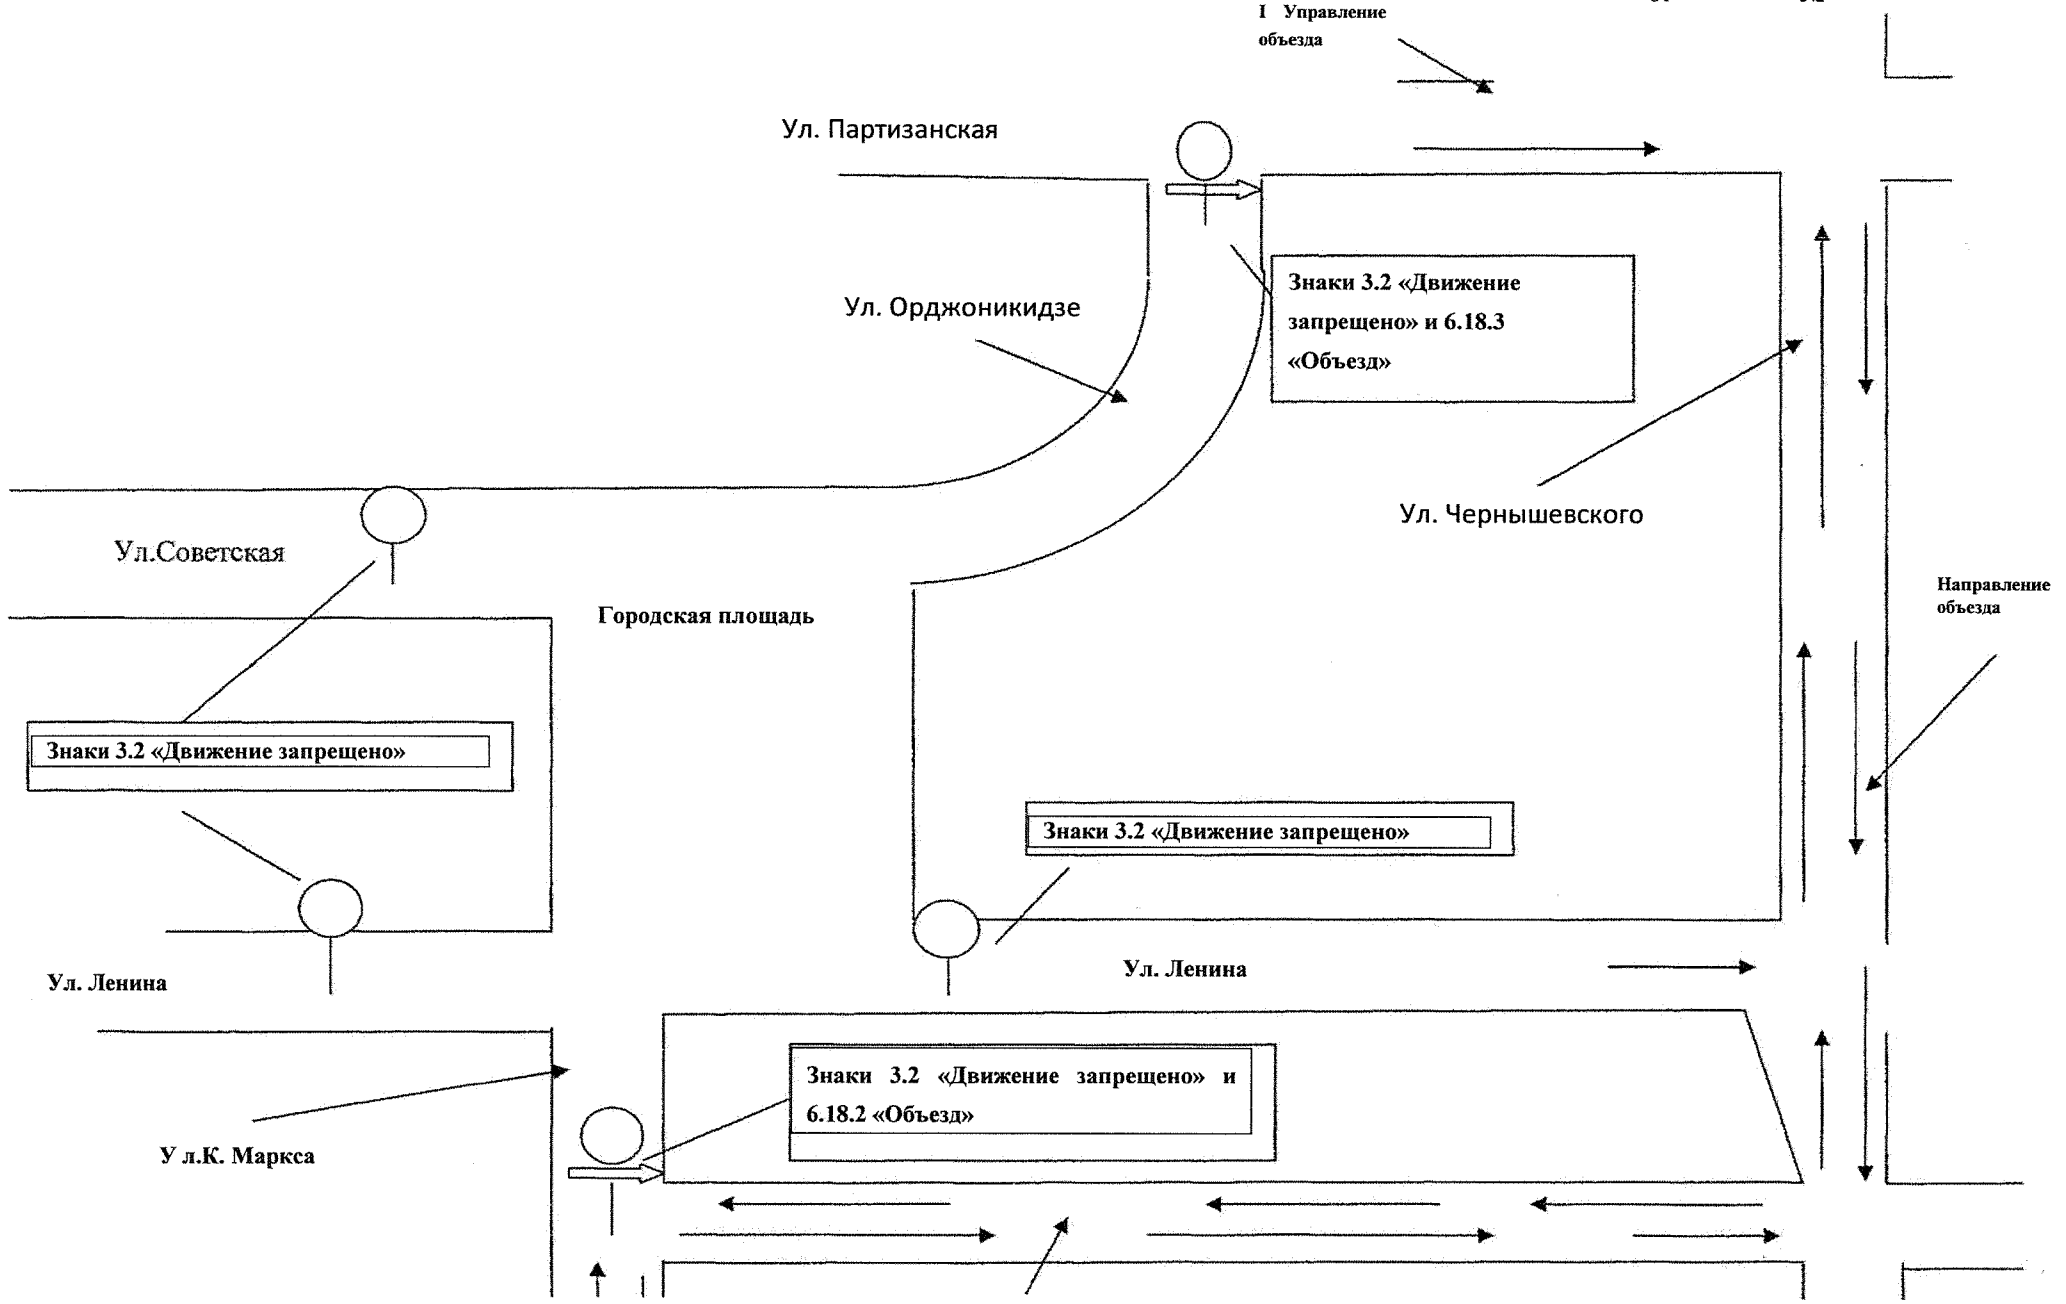 I Управление
объезда
Ул. Партизанская
Знаки 3.2 «Движение
запрещено» и 6.18.3
«Объезд»
Ул. Орджоникидзе
Ул. Чернышевского
Ул.Советская
Направление
объезда
Городская площадь
Знаки 3.2 «Движение запрещено»
Знаки 3.2 «Движение запрещено»
Ул. Ленина
Ул. Ленина
Знаки 3.2 «Движение запрещено» и
6.18.2 «Объезд»
У л.К. Маркса